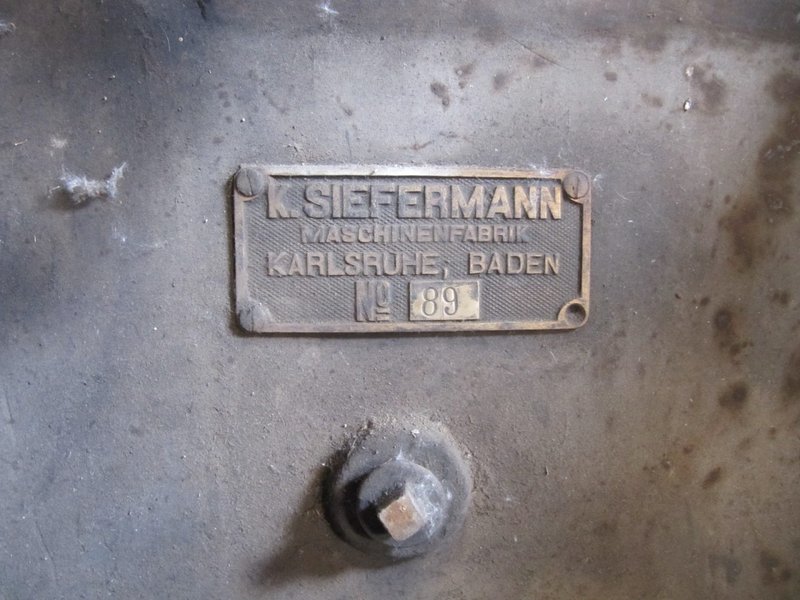 K. SIEFERMANN
MASCHINENFABRIK
KARLSRUHE, BADEN
No 89